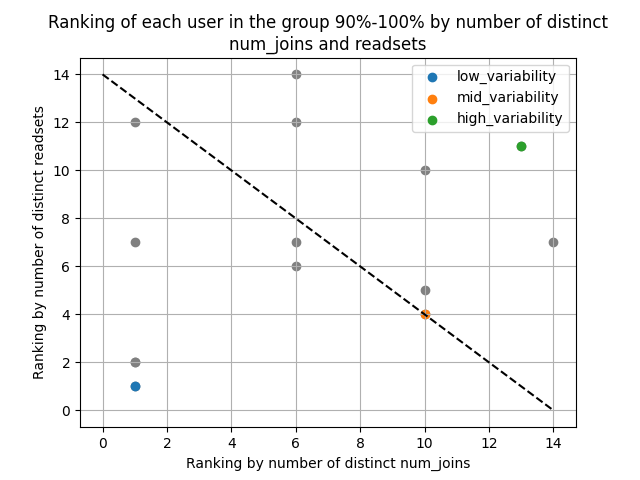 Ranking of each user in the group 90%-100% by number of distinct
num_joins and readsets
low_variability
mid_variability
high_variability
Ranking by number of distinct readsets
14
12
10
8
6
4
2
0
0 2 4 6 8 10 12 14
Ranking by number of distinct num_joins